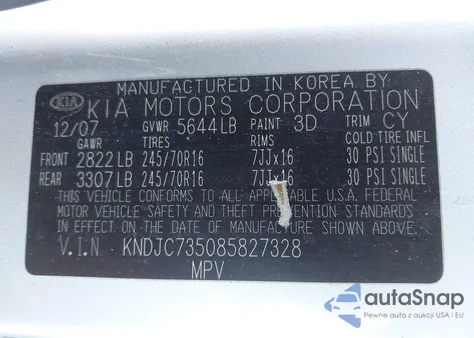 MANUFACTURED IN KOREA BY
KIA KIA MOTORS CORPORATION
12/07 GVWR 5644LB PAINT 3D TRIM CY
GAWR TIRES RIMS COLD TIRE INFL
FRONT 2822LB 245/70R16 7JJx16 30 PSI SINGLE
REAR 3307LB 245/70R16 7JJx16 30 PSI SINGLE
THIS VEHICLE CONFORMS TO ALL APPLICABLE U.S.A. FEDERAL
MOTOR VEHICLE SAFETY AND THEFT PREVENTION STANDARDS
IN EFFECT ON THE DATE OF MANUFACTURE SHOWN ABOVE.
V.I.N KNDJC735085827328
MPV
autoSnap
Pewne auta z aukcji USA i EU